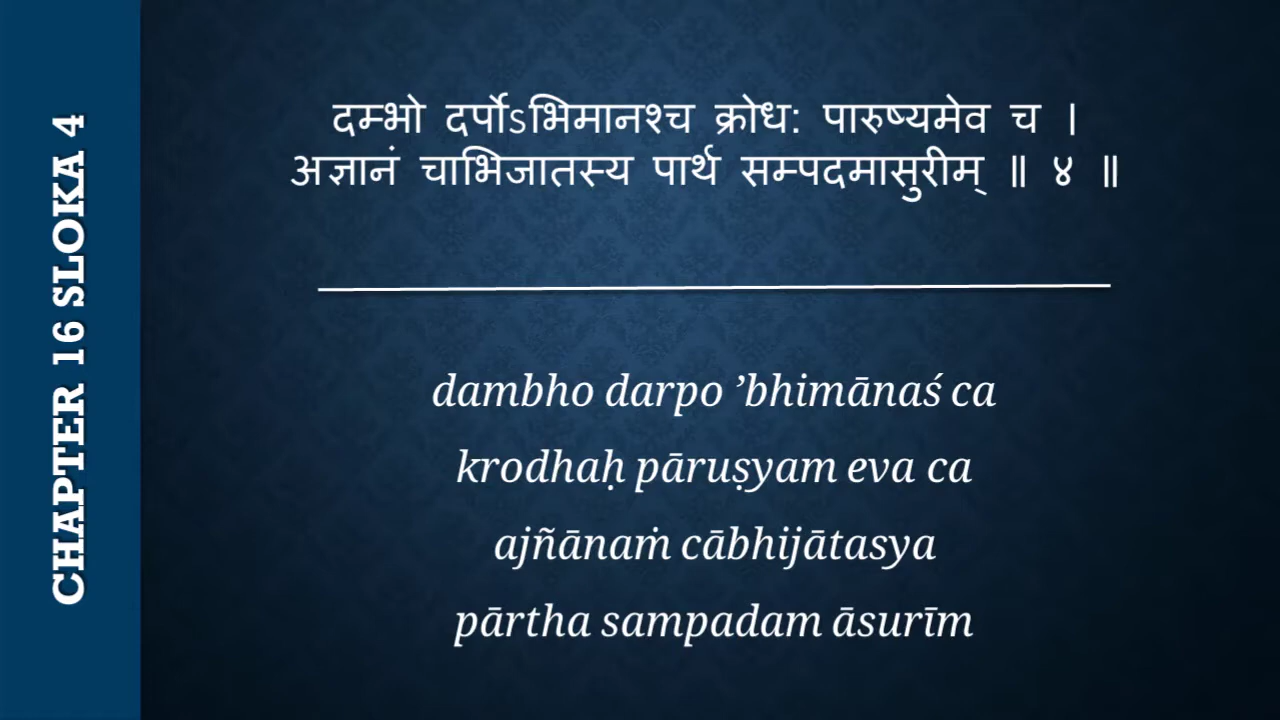 CHAPTER 16 SLOKA 4
दम्भो दर्पोऽभिमानश्च क्रोध: पारुष्यमेव च ।
अज्ञानं चाभिजातस्य पार्थ सम्पदमासुरीम् ॥ ४ ॥
dambho darpo ’bhimānaś ca
krodhaḥ pāruṣyam eva ca
ajñānaṁ cābhijātasya
pārtha sampadam āsurīm